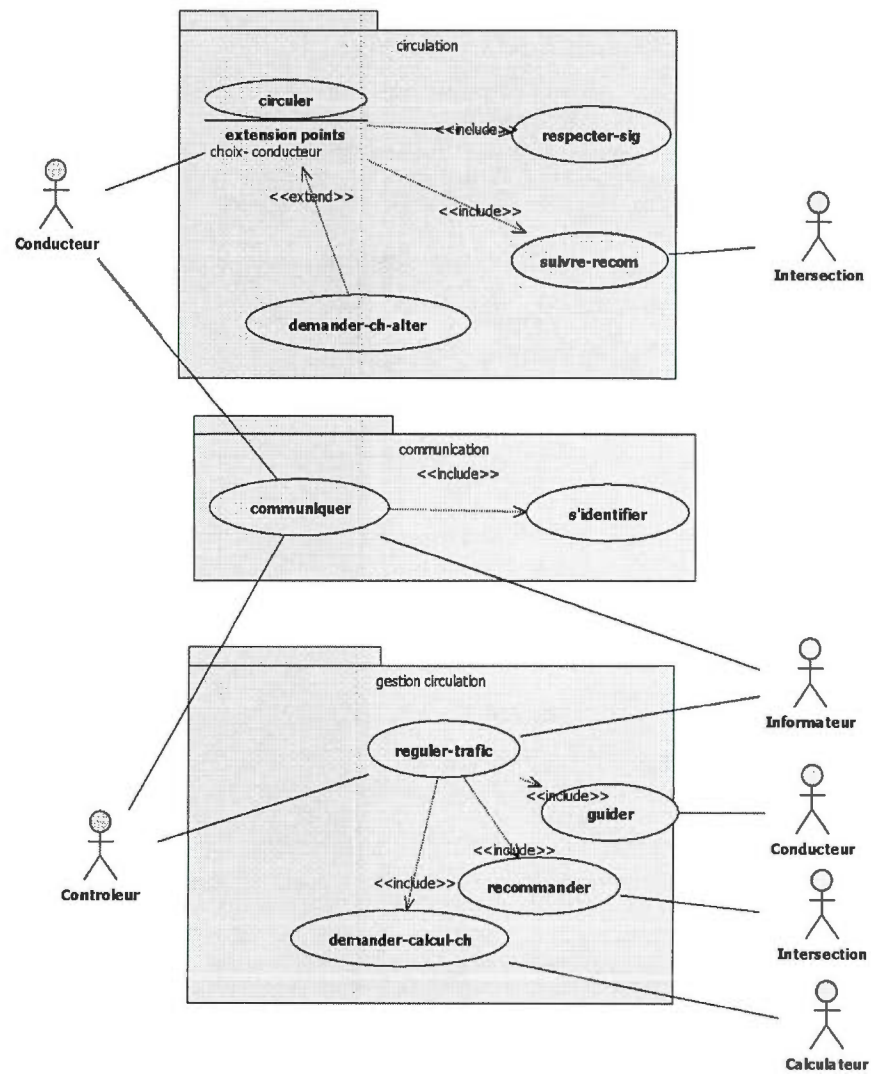 circulation
circuler
extension points
choix- conducteur
<<include>>
respecter-sig
<<extend>>
<<include>>
suivre-recom
demander-ch-alter
Conducteur
Intersection
communication
<<include>>
communiquer
s'identifier
gestion circulation
reguler-trafic
Informateur
<<include>>
guider
Conducteur
<<include>>
recommander
<<include>>
demander-calcul-ch
Controleur
Intersection
Calculateur